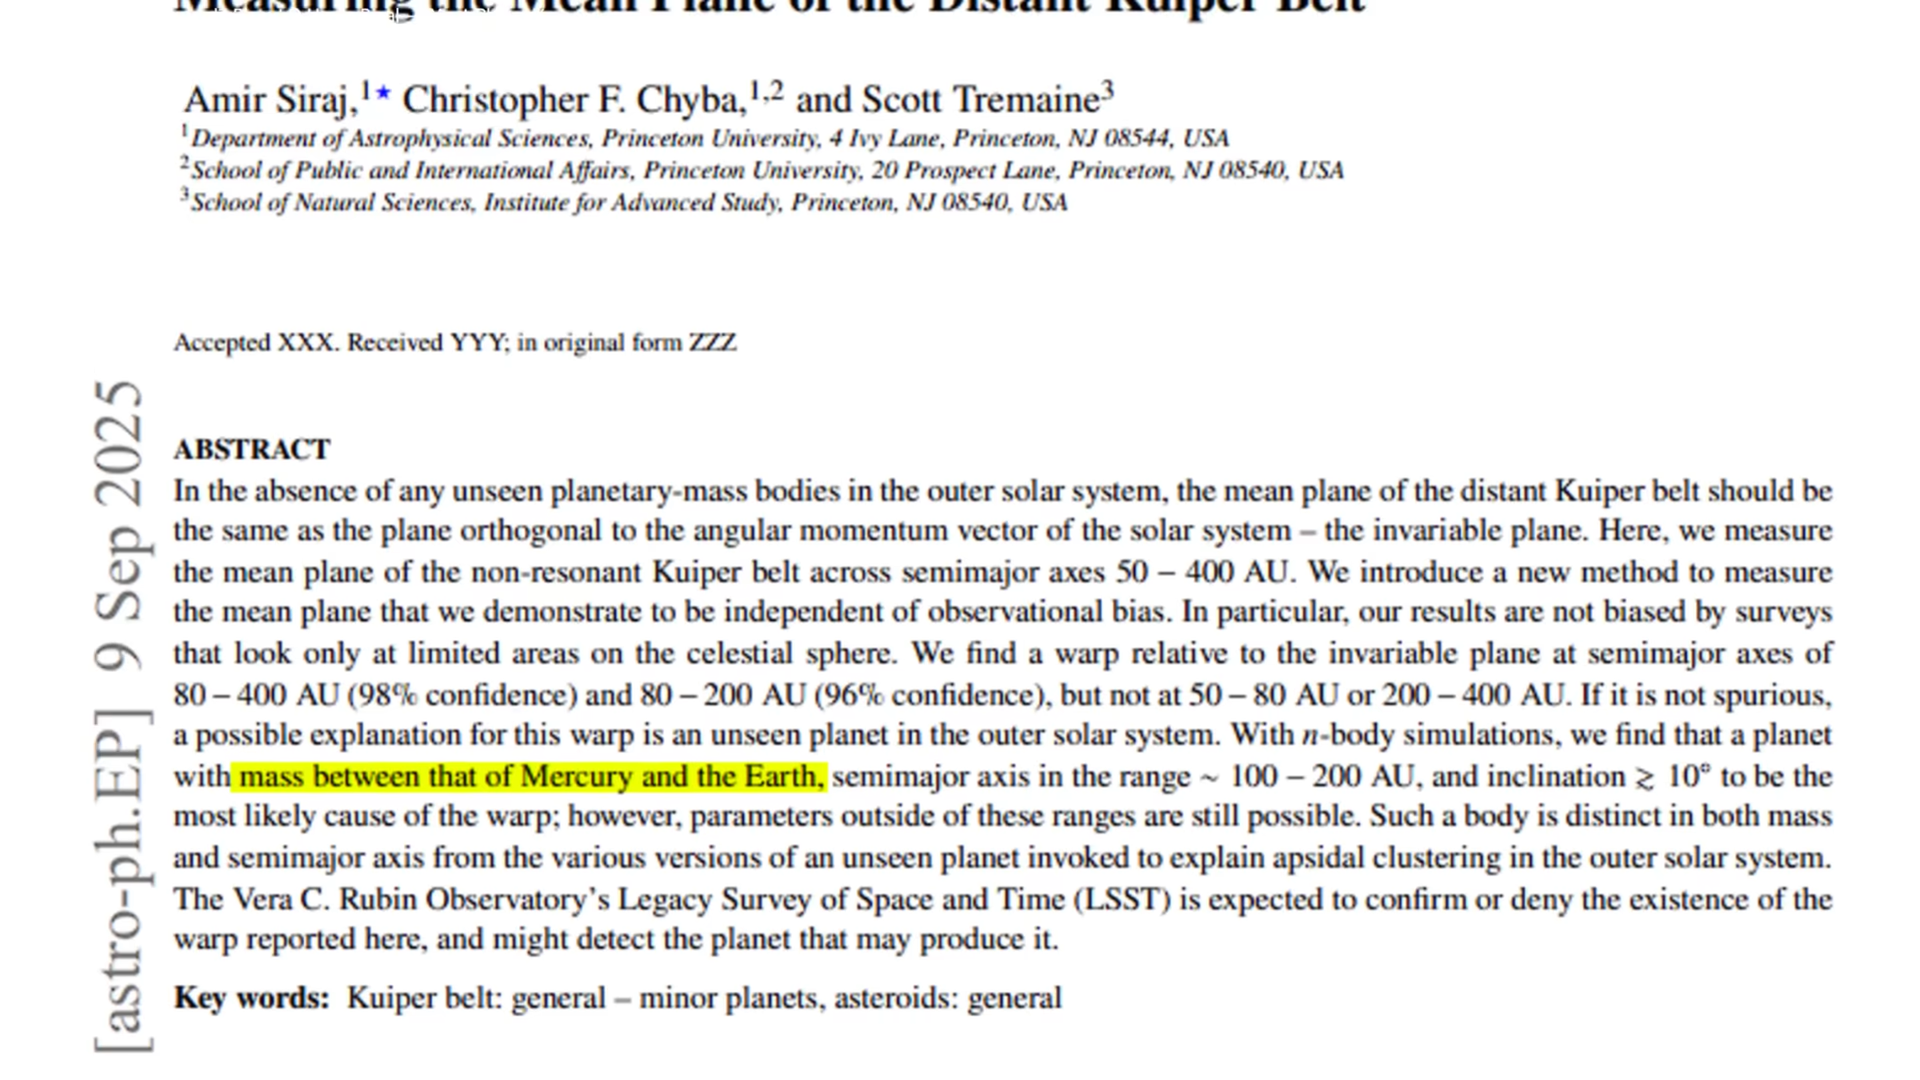 Measuring the Mean Plane of the Distant Kuiper Belt
Amir Siraj,¹★ Christopher F. Chyba,¹,² and Scott Tremaine³
¹Department of Astrophysical Sciences, Princeton University, 4 Ivy Lane, Princeton, NJ 08544, USA
²School of Public and International Affairs, Princeton University, 20 Prospect Lane, Princeton, NJ 08540, USA
³School of Natural Sciences, Institute for Advanced Study, Princeton, NJ 08540, USA
Accepted XXX. Received YYY; in original form ZZZ
[astro-ph.EP] 9 Sep 2025
ABSTRACT
In the absence of any unseen planetary-mass bodies in the outer solar system, the mean plane of the distant Kuiper belt should be
the same as the plane orthogonal to the angular momentum vector of the solar system – the invariable plane. Here, we measure
the mean plane of the non-resonant Kuiper belt across semimajor axes 50 – 400 AU. We introduce a new method to measure
the mean plane that we demonstrate to be independent of observational bias. In particular, our results are not biased by surveys
that look only at limited areas on the celestial sphere. We find a warp relative to the invariable plane at semimajor axes of
80 – 400 AU (98% confidence) and 80 – 200 AU (96% confidence), but not at 50 – 80 AU or 200 – 400 AU. If it is not spurious,
a possible explanation for this warp is an unseen planet in the outer solar system. With n-body simulations, we find that a planet
with mass between that of Mercury and the Earth, semimajor axis in the range ~ 100 – 200 AU, and inclination ≳ 10° to be the
most likely cause of the warp; however, parameters outside of these ranges are still possible. Such a body is distinct in both mass
and semimajor axis from the various versions of an unseen planet invoked to explain apsidal clustering in the outer solar system.
The Vera C. Rubin Observatory's Legacy Survey of Space and Time (LSST) is expected to confirm or deny the existence of the
warp reported here, and might detect the planet that may produce it.
Key words: Kuiper belt: general – minor planets, asteroids: general